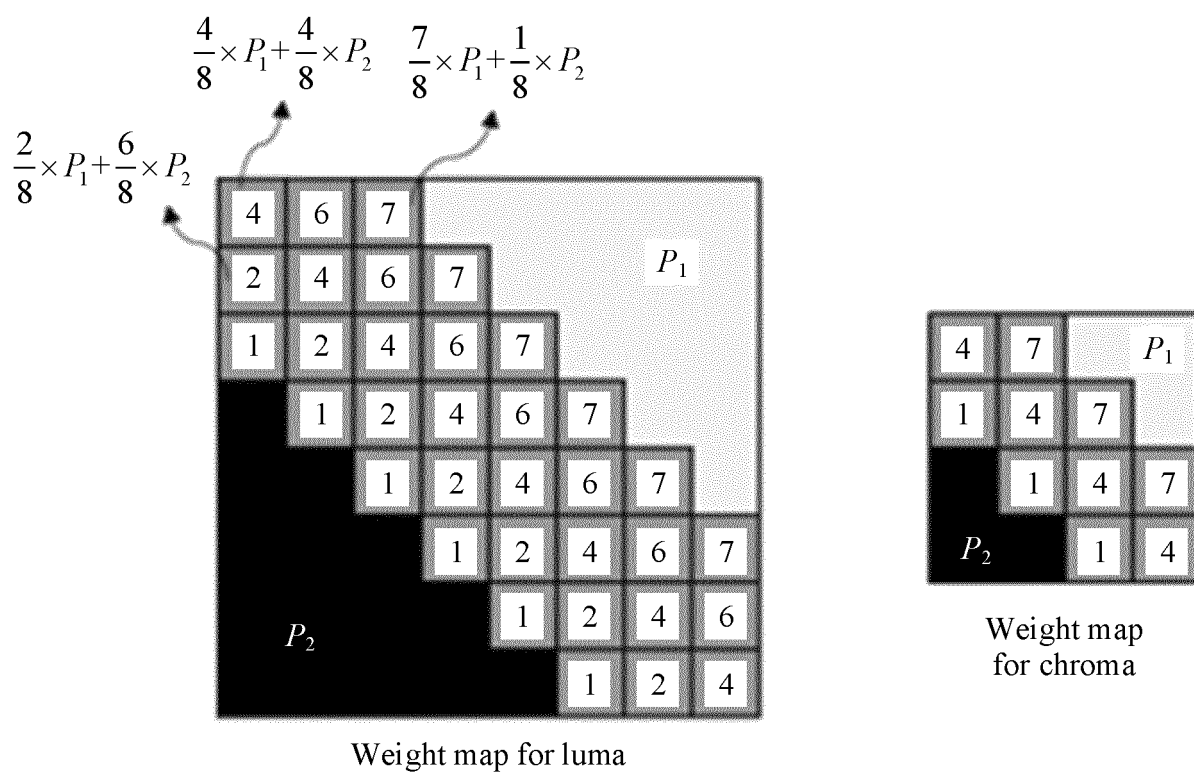 4/8 × P₁ + 4/8 × P₂
7/8 × P₁ + 1/8 × P₂
2/8 × P₁ + 6/8 × P₂
4 6 7
P₁
2 4 6 7
1 2 4 6 7
1 2 4 6 7
1 2 4 6 7
1 2 4 6 7
1 2 4 6
P₂
1 2 4
Weight map for luma
4 7 P₁
1 4 7
1 4 7
P₂ 1 4
Weight map
for chroma